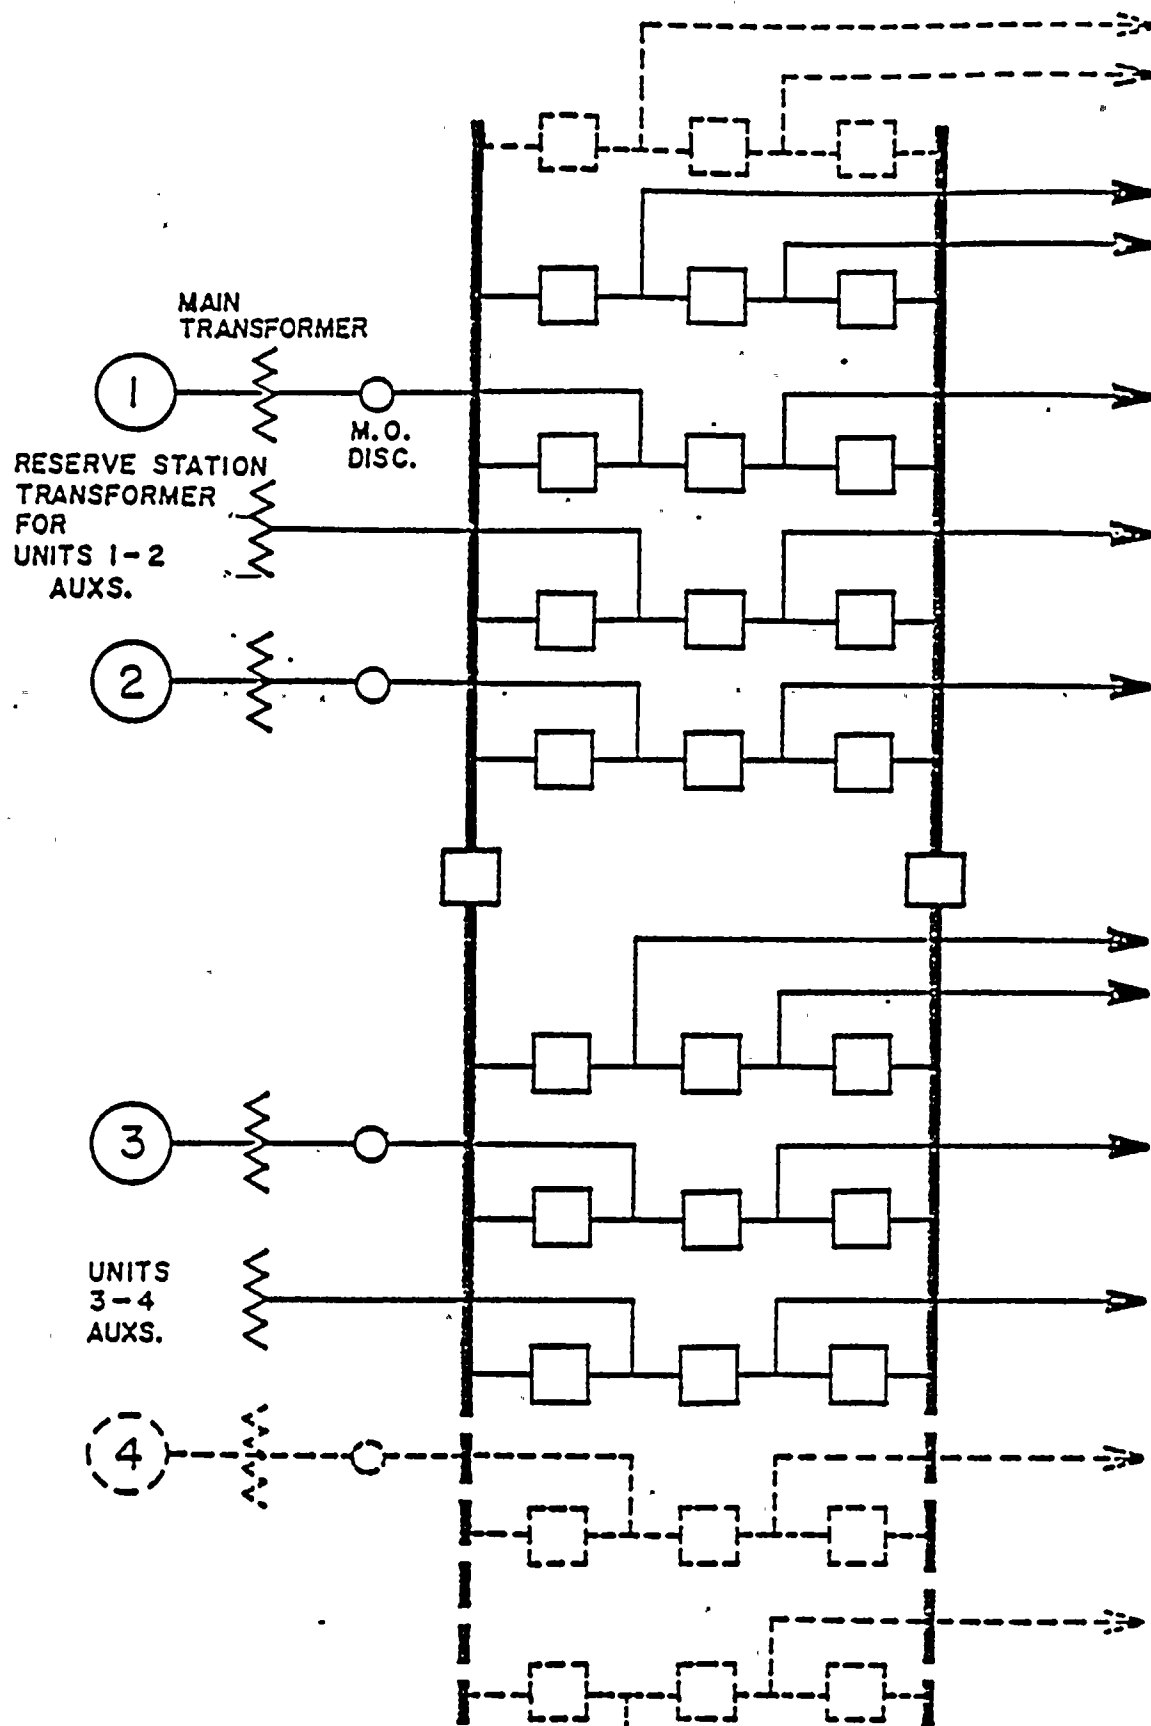 MAIN
TRANSFORMER
1
M.O.
DISC.
RESERVE STATION
TRANSFORMER
FOR
UNITS 1-2
AUXS.
2
3
UNITS
3-4
AUXS.
4